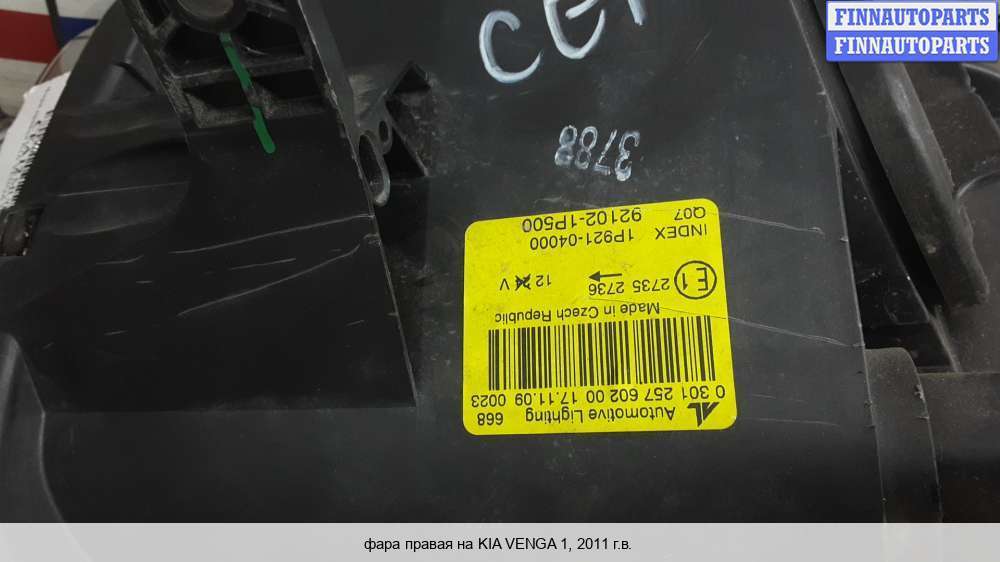 FINNAUTOPARTS
FINNAUTOPARTS
3788
Automotive Lighting 668
0 301 257 602 00 17.11.09 0023
Made in Czech Republic
E1 2735 2736 12 24 V
INDEX 1P921-04000
Q07 92102-1P500
фара правая на KIA VENGA 1, 2011 г.в.